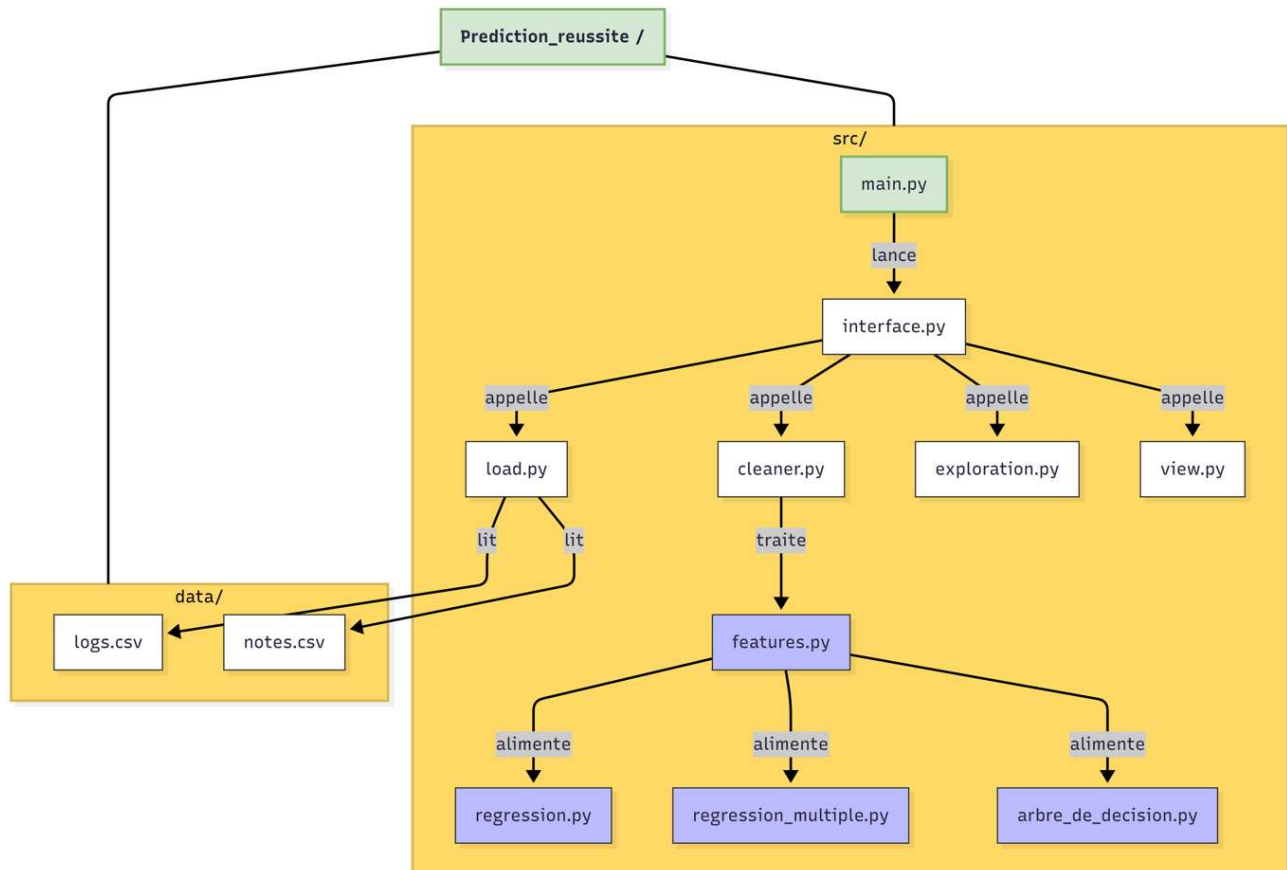 Prediction_reussite /
src/
main.py
lance
interface.py
appelle
appelle
appelle
appelle
load.py
cleaner.py
exploration.py
view.py
lit
lit
traite
data/
logs.csv
notes.csv
features.py
alimente
alimente
alimente
regression.py
regression_multiple.py
arbre_de_decision.py